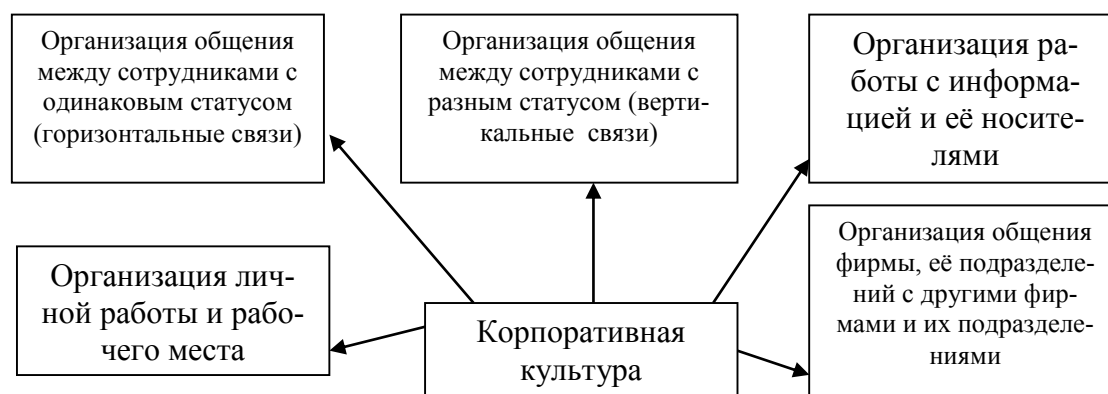 Организация общения
между сотрудниками с
одинаковым статусом
(горизонтальные связи)
Организация общения
между сотрудниками с
разным статусом (верти-
кальные связи)
Организация ра-
боты с информа-
цией и её носите-
лями
Организация лич-
ной работы и рабо-
чего места
Корпоративная
культура
Организация общения
фирмы, её подразделе-
ний с другими фир-
мами и их подразделе-
ниями